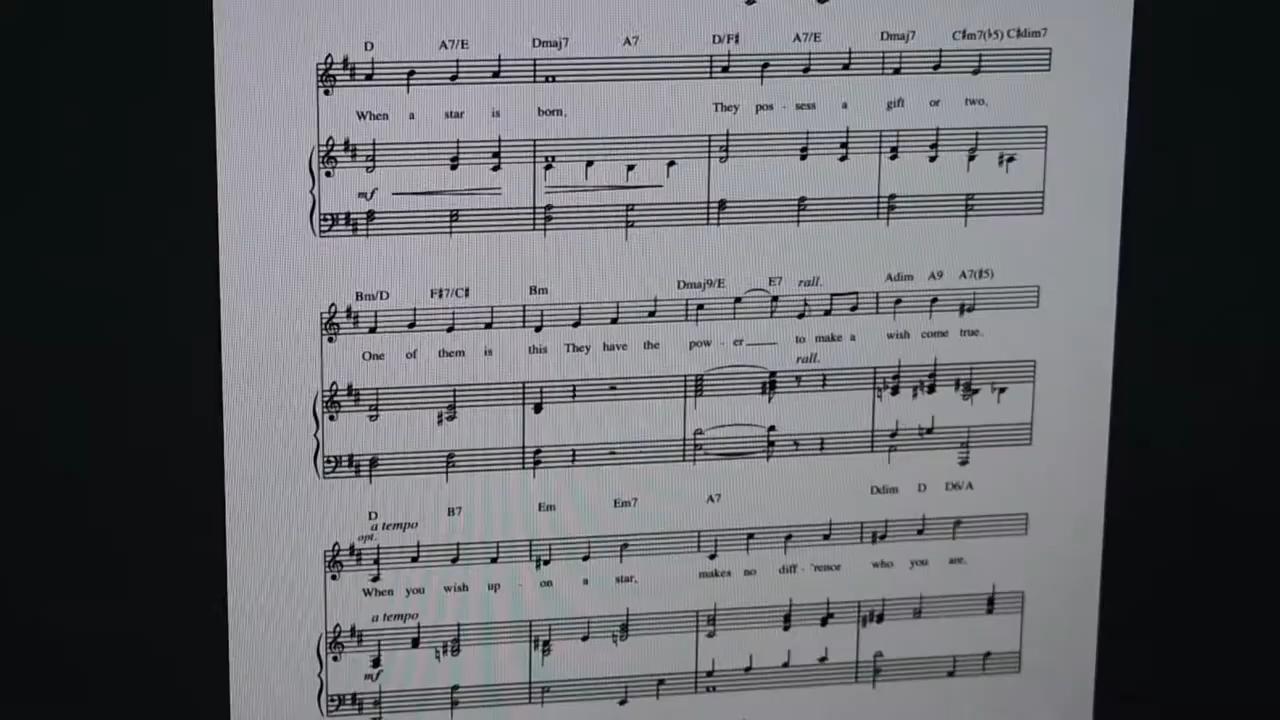 D A7/E Dmaj7 A7 D/F♯ A7/E Dmaj7 C♯m7(♭5) C♯dim7
When a star is born, They pos - sess a gift or two,
mf
Bm/D F♯7/C♯ Bm Dmaj9/E E7 rall. Adim A9 A7(♯5)
One of them is this They have the pow - er to make a wish come true.
rall.
D B7 Em Em7 A7 Ddim D D6/A
a tempo
opt.
When you wish up - on a star, makes no diff - 'rence who you are.
a tempo
mf